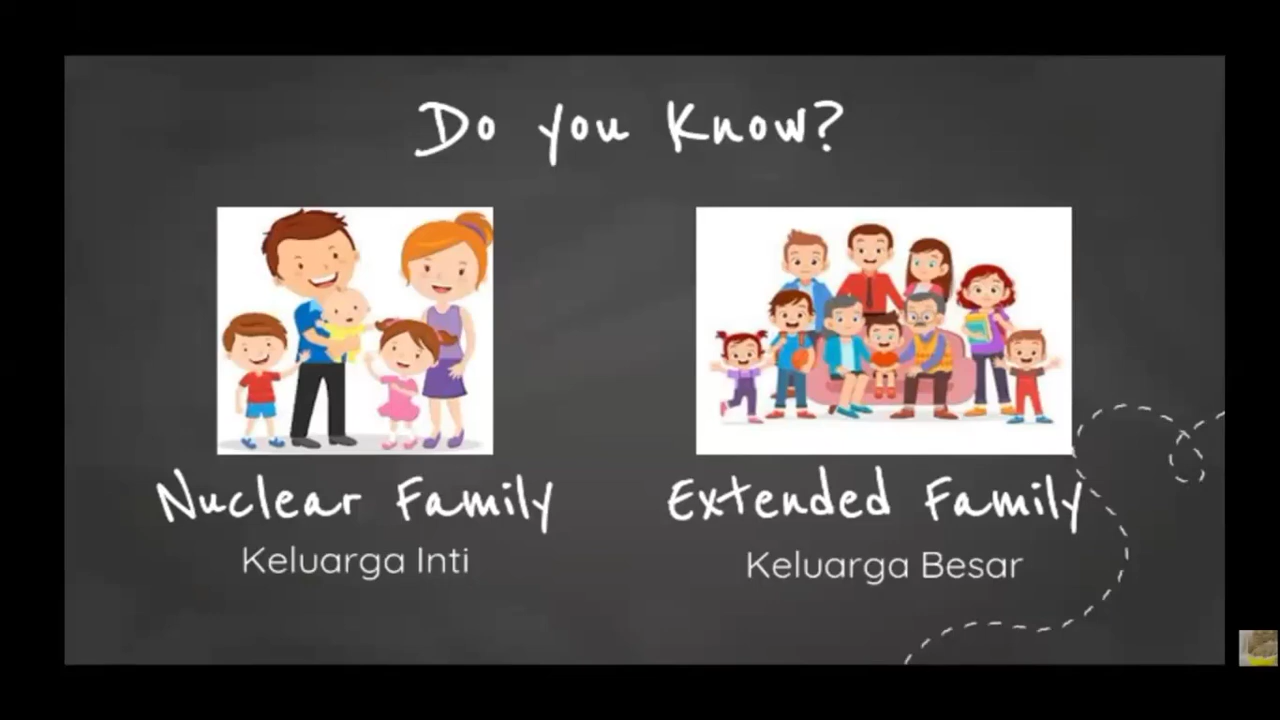 Do you Know?
Nuclear Family
Keluarga Inti
Extended Family
Keluarga Besar